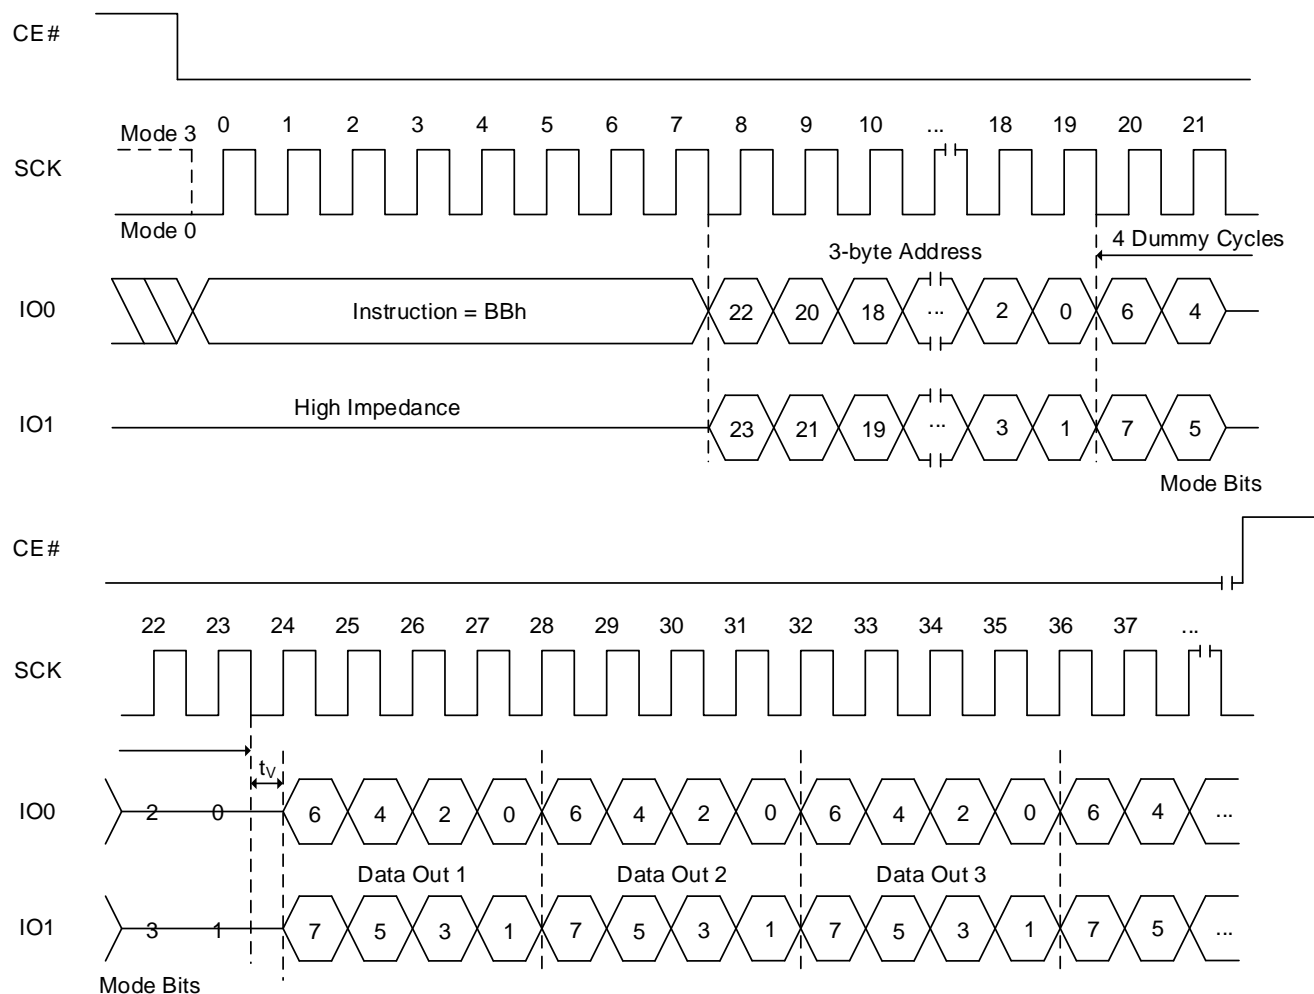 CE#
Mode 3 0 1 2 3 4 5 6 7 8 9 10 ... 18 19 20 21
SCK
Mode 0
3-byte Address 4 Dummy Cycles
IO0 Instruction = BBh 22 20 18 ... 2 0 6 4
High Impedance
IO1 23 21 19 ... 3 1 7 5
Mode Bits
CE#
22 23 24 25 26 27 28 29 30 31 32 33 34 35 36 37 ...
SCK
tV
IO0 2 0 6 4 2 0 6 4 2 0 6 4 2 0 6 4 ...
Data Out 1 Data Out 2 Data Out 3
IO1 3 1 7 5 3 1 7 5 3 1 7 5 3 1 7 5 ...
Mode Bits